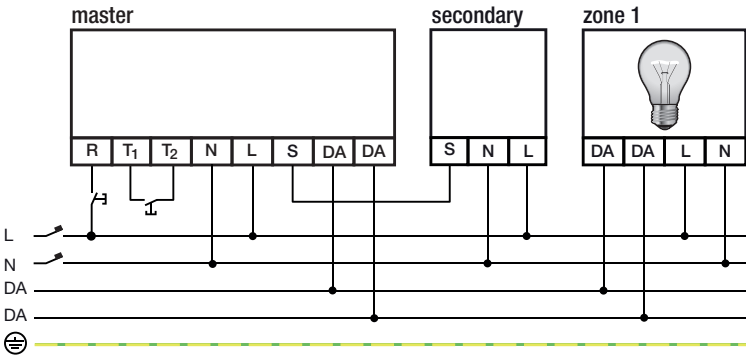 master secondary zone 1
R T₁ T₂ N L S DA DA S N L DA DA L N
L
N
DA
DA